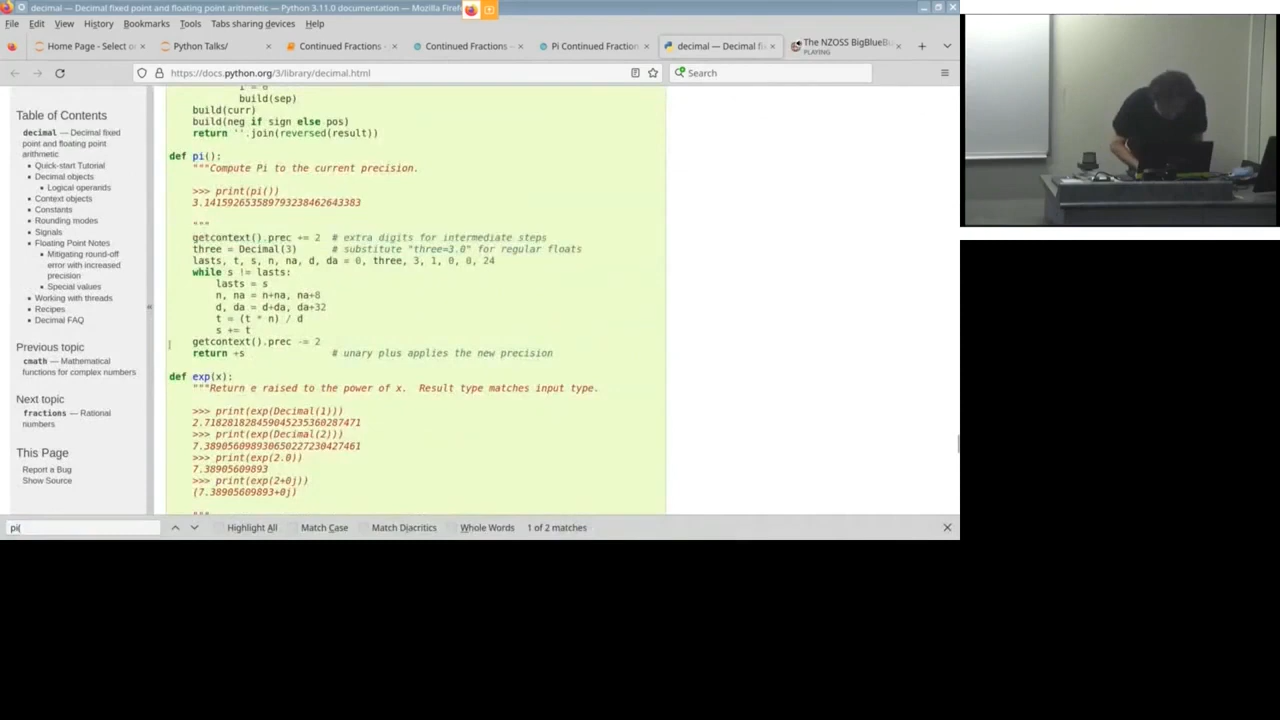 decimal — Decimal fixed point and floating point arithmetic — Python 3.11.0 documentation — Mozilla Firef
File Edit View History Bookmarks Tools Tabs sharing devices Help
Home Page - Select o
Python Talks/
Continued Fractions -
Continued Fractions –
Pi Continued Fraction
decimal — Decimal fi
The NZOSS BigBlueBu
PLAYING
https://docs.python.org/3/library/decimal.html
Search
Table of Contents
decimal — Decimal fixed
point and floating point
arithmetic
Quick-start Tutorial
Decimal objects
Logical operands
Context objects
Constants
Rounding modes
Signals
Floating Point Notes
Mitigating round-off
error with increased
precision
Special values
Working with threads
Recipes
Decimal FAQ
Previous topic
cmath — Mathematical
functions for complex numbers
Next topic
fractions — Rational
numbers
This Page
Report a Bug
Show Source
build(sep)
build(curr)
build(neg if sign else pos)
return ''.join(reversed(result))
def pi():
"""Compute Pi to the current precision.
>>> print(pi())
3.141592653589793238462643383
"""
getcontext().prec += 2 # extra digits for intermediate steps
three = Decimal(3) # substitute "three=3.0" for regular floats
lasts, t, s, n, na, d, da = 0, three, 3, 1, 0, 0, 24
while s != lasts:
lasts = s
n, na = n+na, na+8
d, da = d+da, da+32
t = (t * n) / d
s += t
getcontext().prec -= 2
return +s # unary plus applies the new precision
def exp(x):
"""Return e raised to the power of x. Result type matches input type.
>>> print(exp(Decimal(1)))
2.718281828459045235360287471
>>> print(exp(Decimal(2)))
7.389056098930650227230427461
>>> print(exp(2.0))
7.38905609893
>>> print(exp(2+0j))
(7.38905609893+0j)
"""
pi( Highlight All Match Case Match Diacritics Whole Words 1 of 2 matches